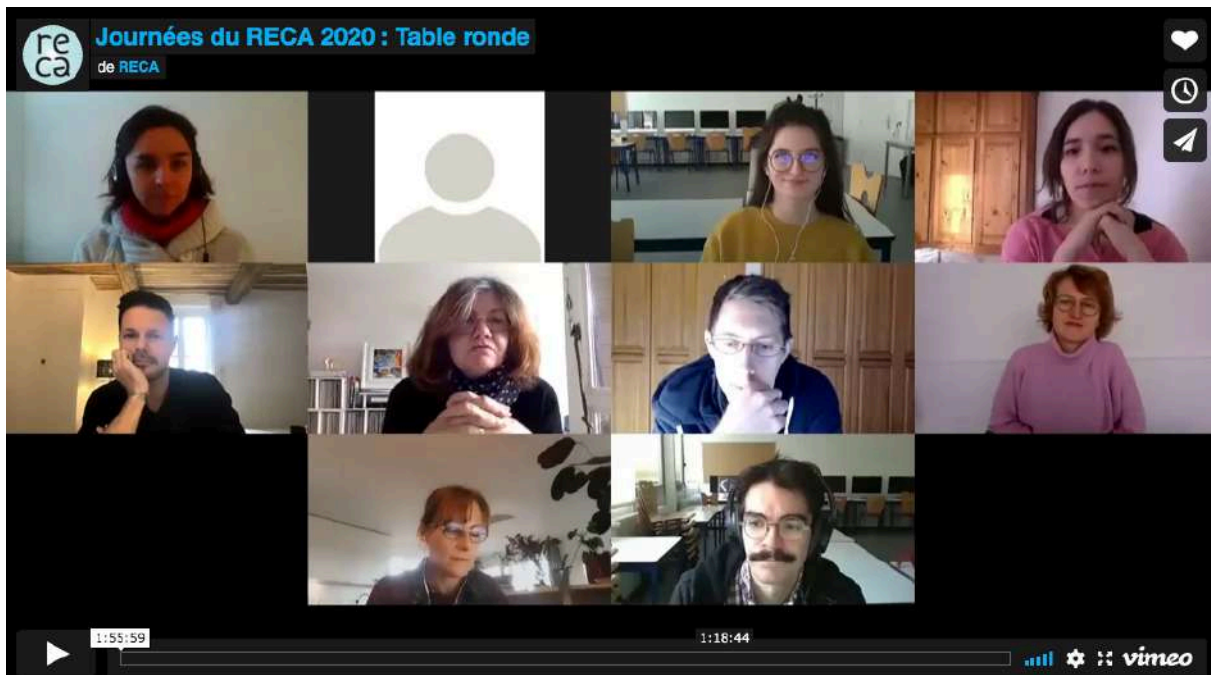 re
ca
Journées du RECA 2020 : Table ronde
de RECA
1:55:59
1:18:44
vimeo